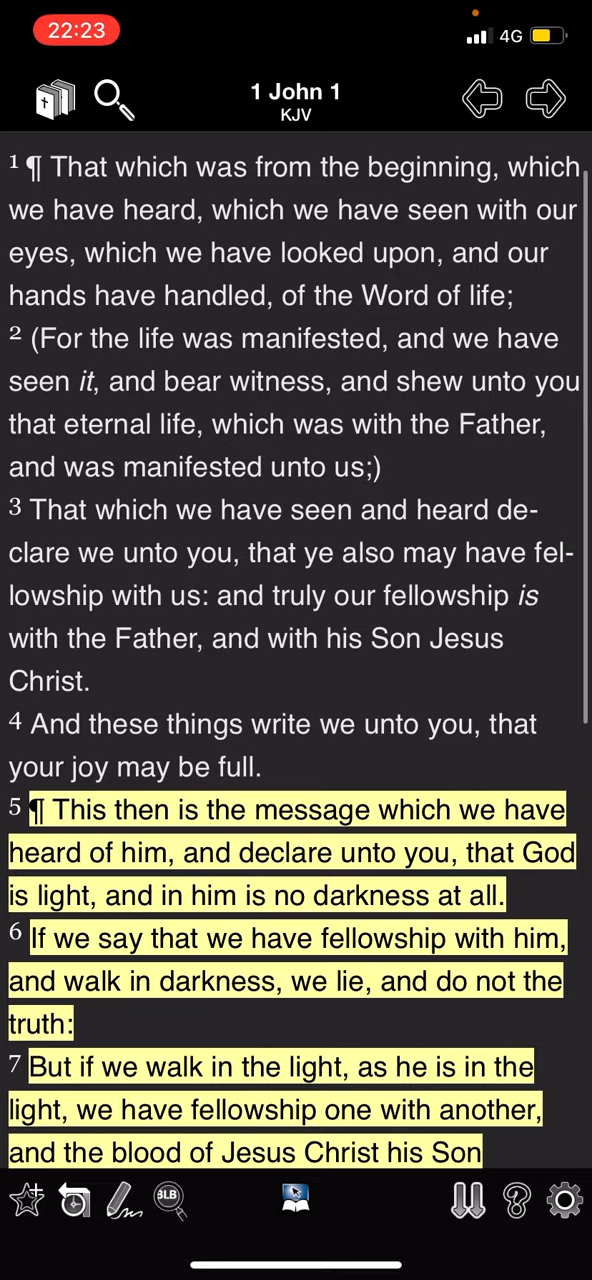 22:23
4G
1 John 1
KJV
1 ¶ That which was from the beginning, which
we have heard, which we have seen with our
eyes, which we have looked upon, and our
hands have handled, of the Word of life;
2 (For the life was manifested, and we have
seen it, and bear witness, and shew unto you
that eternal life, which was with the Father,
and was manifested unto us;)
3 That which we have seen and heard de-
clare we unto you, that ye also may have fel-
lowship with us: and truly our fellowship is
with the Father, and with his Son Jesus
Christ.
4 And these things write we unto you, that
your joy may be full.
5 ¶ This then is the message which we have
heard of him, and declare unto you, that God
is light, and in him is no darkness at all.
6 If we say that we have fellowship with him,
and walk in darkness, we lie, and do not the
truth:
7 But if we walk in the light, as he is in the
light, we have fellowship one with another,
and the blood of Jesus Christ his Son
BLB